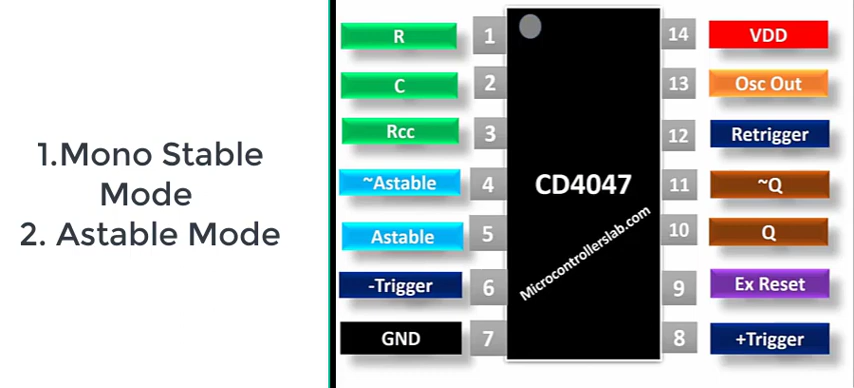 1.Mono Stable
Mode
2. Astable Mode
R 1
C 2
Rcc 3
~Astable 4
Astable 5
-Trigger 6
GND 7
CD4047
Microcontrollerslab.com
14 VDD
13 Osc Out
12 Retrigger
11 ~Q
10 Q
9 Ex Reset
8 +Trigger